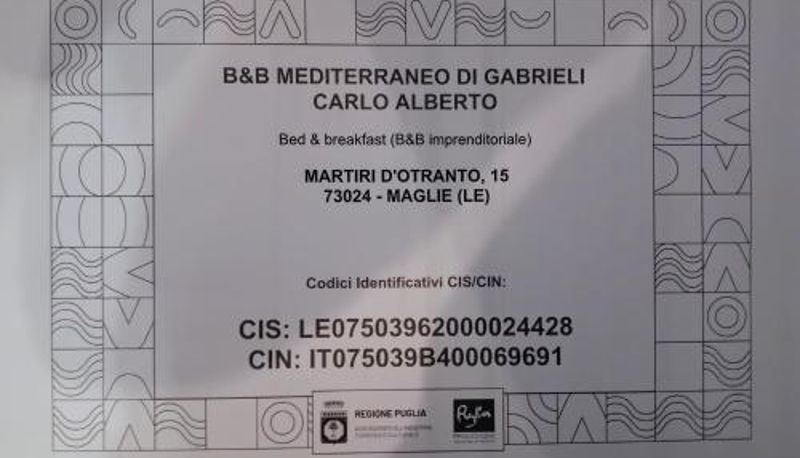 B&B MEDITERRANEO DI GABRIELI
CARLO ALBERTO
Bed & breakfast (B&B imprenditoriale)
MARTIRI D'OTRANTO, 15
73024 - MAGLIE (LE)
Codici Identificativi CIS/CIN:
CIS: LE07503962000024428
CIN: IT075039B400069691
REGIONE PUGLIA
Puglia